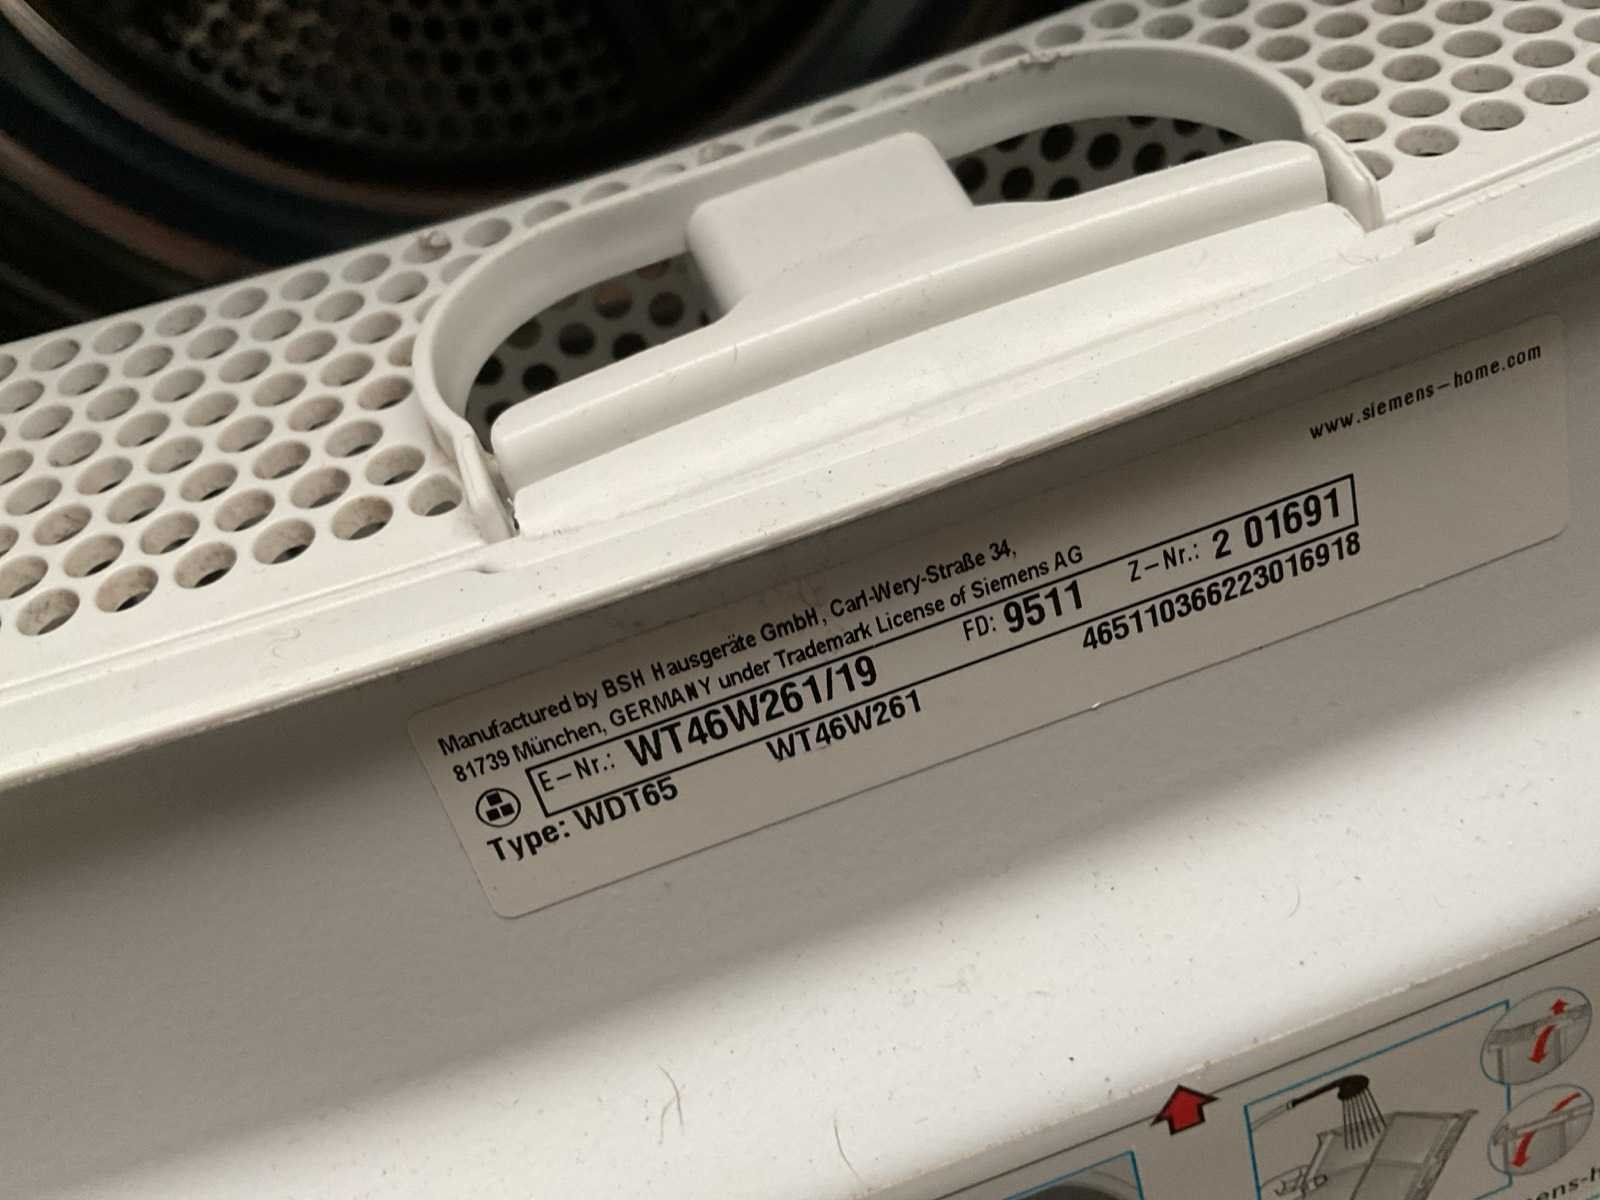 www.siemens-home.com
Manufactured by BSH Hausgeräte GmbH, Carl-Wery-Straße 34,
81739 München, GERMANY under Trademark License of Siemens AG
E-Nr.: WT46W261/19 FD: 9511 Z-Nr.: 2 01691
Type: WDT65 WT46W261 465110366223016918